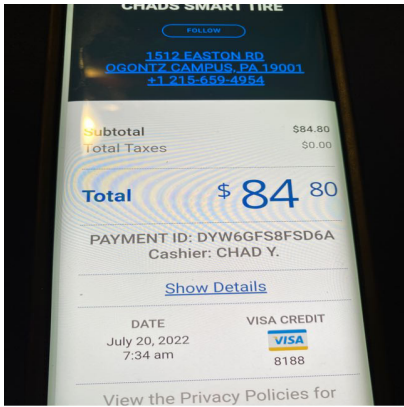 CHADS SMART TIRE
FOLLOW
1512 EASTON RD
OGONTZ CAMPUS, PA 19001
+1 215-659-4954
Subtotal $84.80
Total Taxes $0.00
Total $ 84 80
PAYMENT ID: DYW6GFS8FSD6A
Cashier: CHAD Y.
Show Details
DATE
July 20, 2022
7:34 am
VISA CREDIT
VISA
8188
View the Privacy Policies for